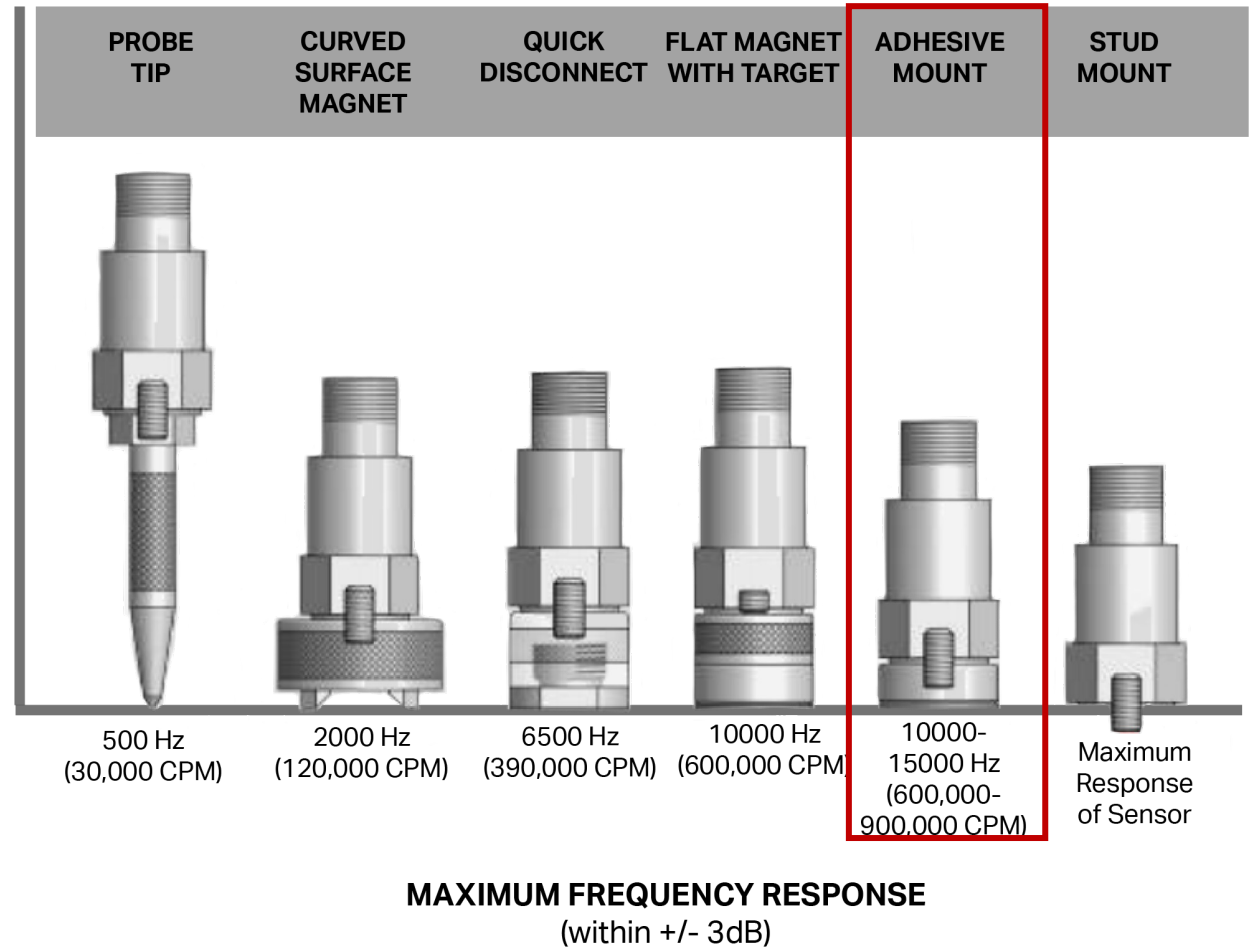 PROBE
TIP
CURVED
SURFACE
MAGNET
QUICK
DISCONNECT
FLAT MAGNET
WITH TARGET
ADHESIVE
MOUNT
STUD
MOUNT
500 Hz
(30,000 CPM)
2000 Hz
(120,000 CPM)
6500 Hz
(390,000 CPM)
10000 Hz
(600,000 CPM)
10000-
15000 Hz
(600,000-
900,000 CPM)
Maximum
Response
of Sensor
MAXIMUM FREQUENCY RESPONSE
(within +/- 3dB)